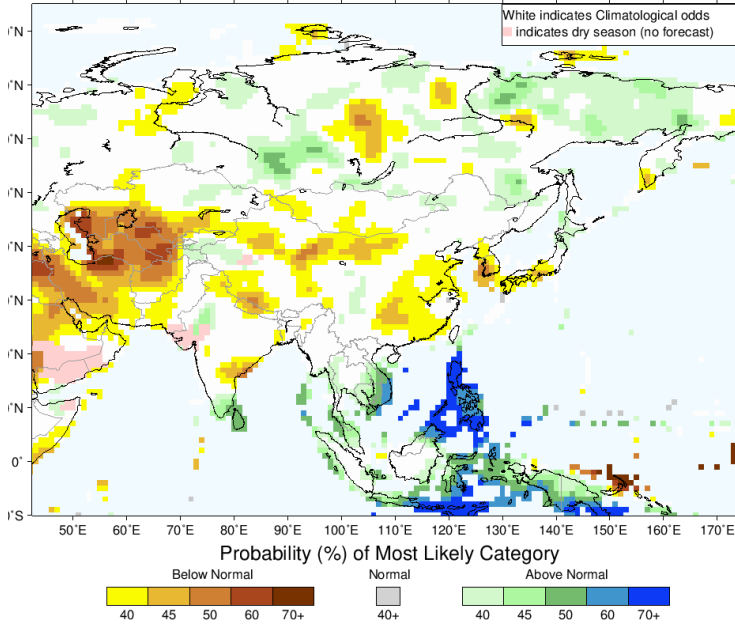 White indicates Climatological odds
indicates dry season (no forecast)
°N
°N
°N
°N
°N
°N
°N
°N
0°
°S
50°E 60°E 70°E 80°E 90°E 100°E 110°E 120°E 130°E 140°E 150°E 160°E 170°E
Probability (%) of Most Likely Category
Below Normal Normal Above Normal
40 45 50 60 70+ 40+ 40 45 50 60 70+